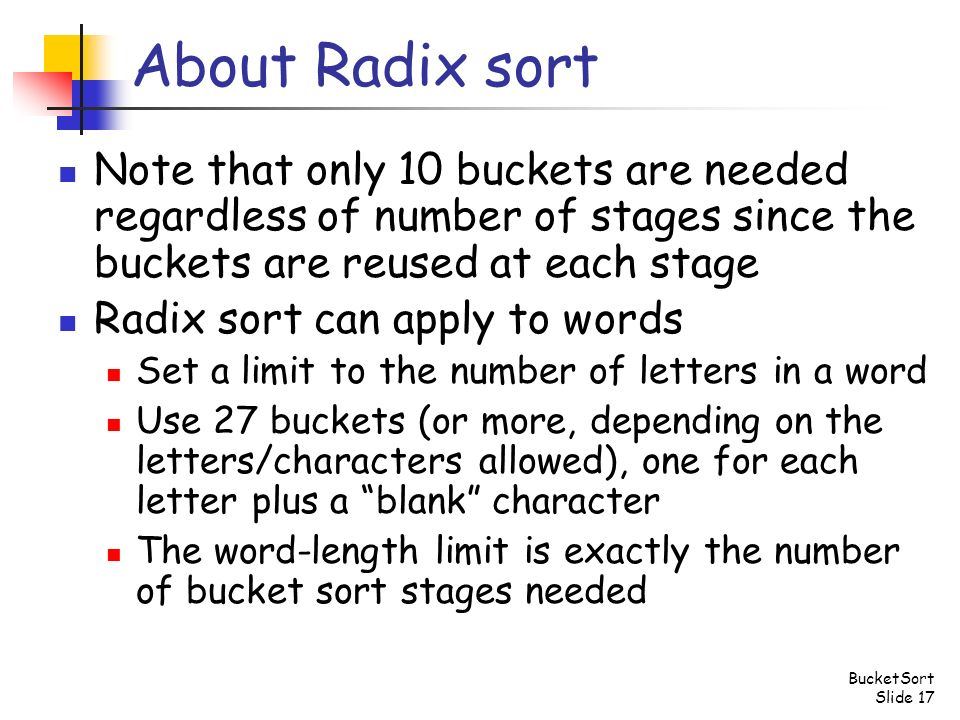 About Radix sort
Note that only 10 buckets are needed
regardless of number of stages since the
buckets are reused at each stage
Radix sort can apply to words
Set a limit to the number of letters in a word
Use 27 buckets (or more, depending on the
letters/characters allowed), one for each
letter plus a “blank” character
The word-length limit is exactly the number
of bucket sort stages needed
BucketSort
Slide 17